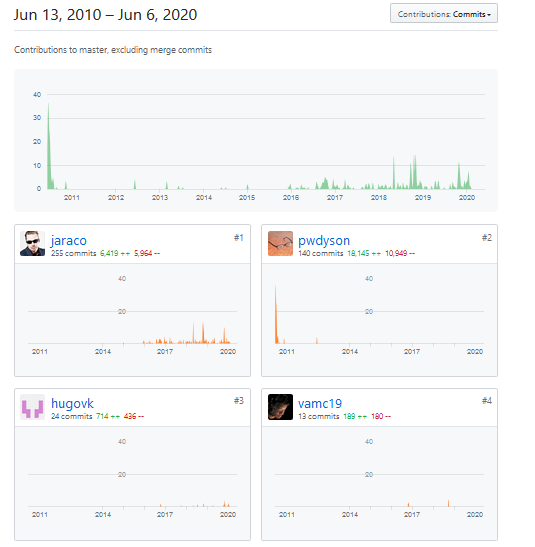 Jun 13, 2010 – Jun 6, 2020
Contributions: Commits
Contributions to master, excluding merge commits
40
30
20
10
0
2011 2012 2013 2014 2015 2016 2017 2018 2019 2020
jaraco #1
255 commits 6,419 ++ 5,964 --
40
20
2011 2014 2017 2020
pwdyson #2
140 commits 18,145 ++ 10,949 --
40
20
2011 2014 2017 2020
hugovk #3
24 commits 714 ++ 436 --
40
20
2011 2014 2017 2020
vamc19 #4
13 commits 189 ++ 180 --
40
20
2011 2014 2017 2020